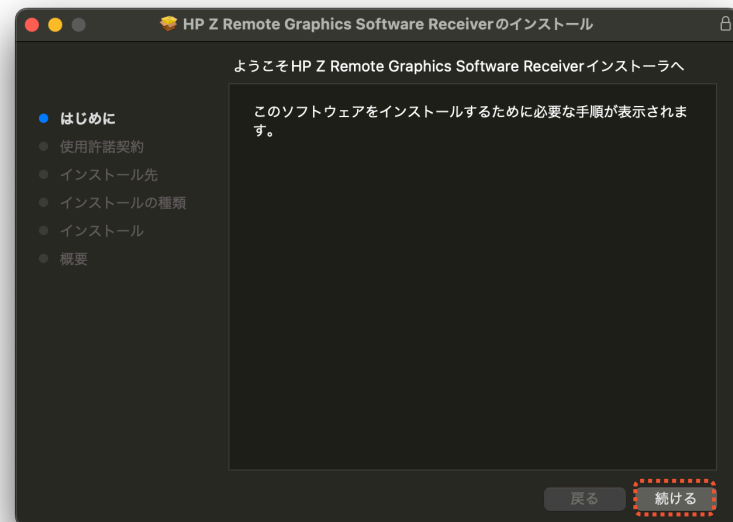 HP Z Remote Graphics Software Receiverのインストール
ようこそHP Z Remote Graphics Software Receiverインストーラへ
はじめに
使用許諾契約
インストール先
インストールの種類
インストール
概要
このソフトウェアをインストールするために必要な手順が表示されま
す。
戻る
続ける